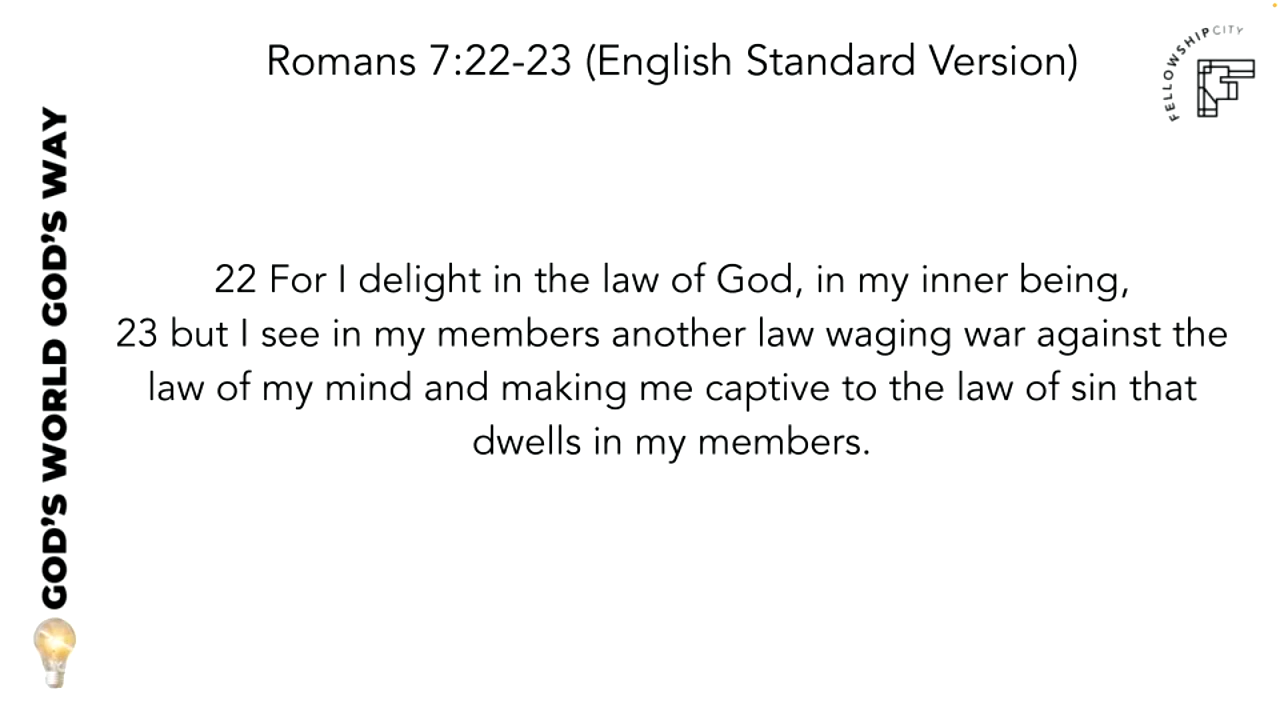 Romans 7:22-23 (English Standard Version)
FELLOWSHIPCITY
GOD'S WORLD GOD'S WAY
22 For I delight in the law of God, in my inner being,
23 but I see in my members another law waging war against the
law of my mind and making me captive to the law of sin that
dwells in my members.